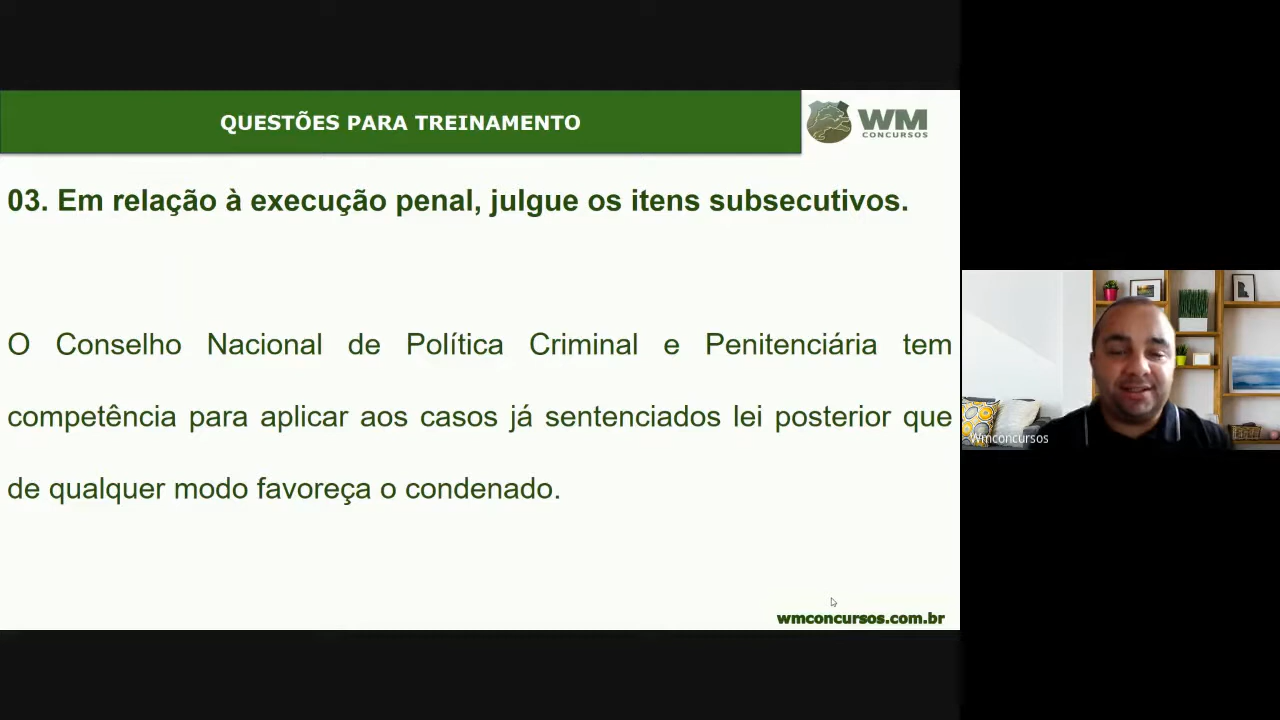 QUESTÕES PARA TREINAMENTO
WM
CONCURSOS
03. Em relação à execução penal, julgue os itens subsecutivos.
O Conselho Nacional de Política Criminal e Penitenciária tem
competência para aplicar aos casos já sentenciados lei posterior que
de qualquer modo favoreça o condenado.
Wmconcursos
wmconcursos.com.br